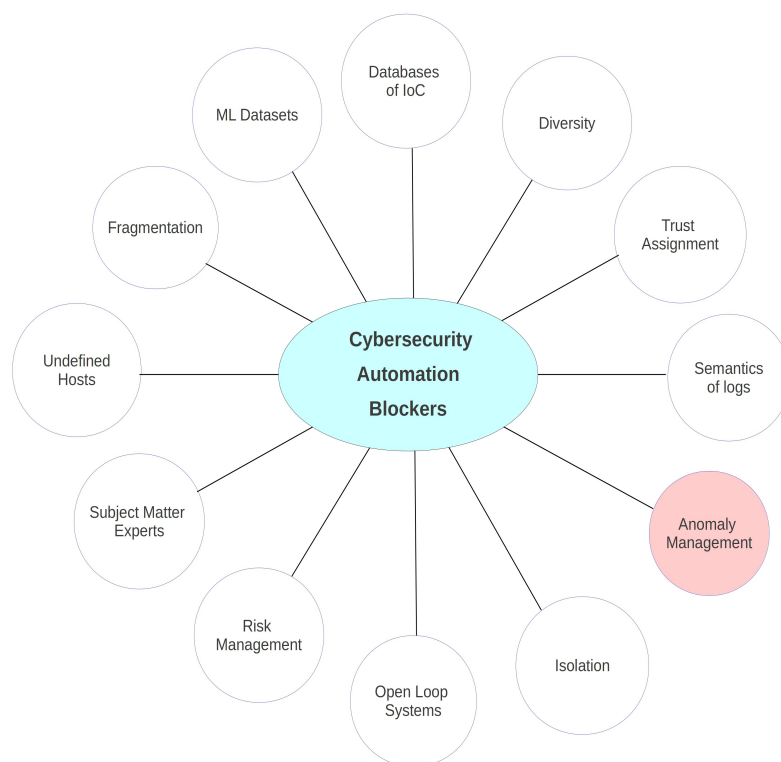 Databases
of IoC
ML Datasets
Diversity
Fragmentation
Trust
Assignment
Cybersecurity
Automation
Blockers
Undefined
Hosts
Semantics
of logs
Subject Matter
Experts
Anomaly
Management
Risk
Management
Isolation
Open Loop
Systems